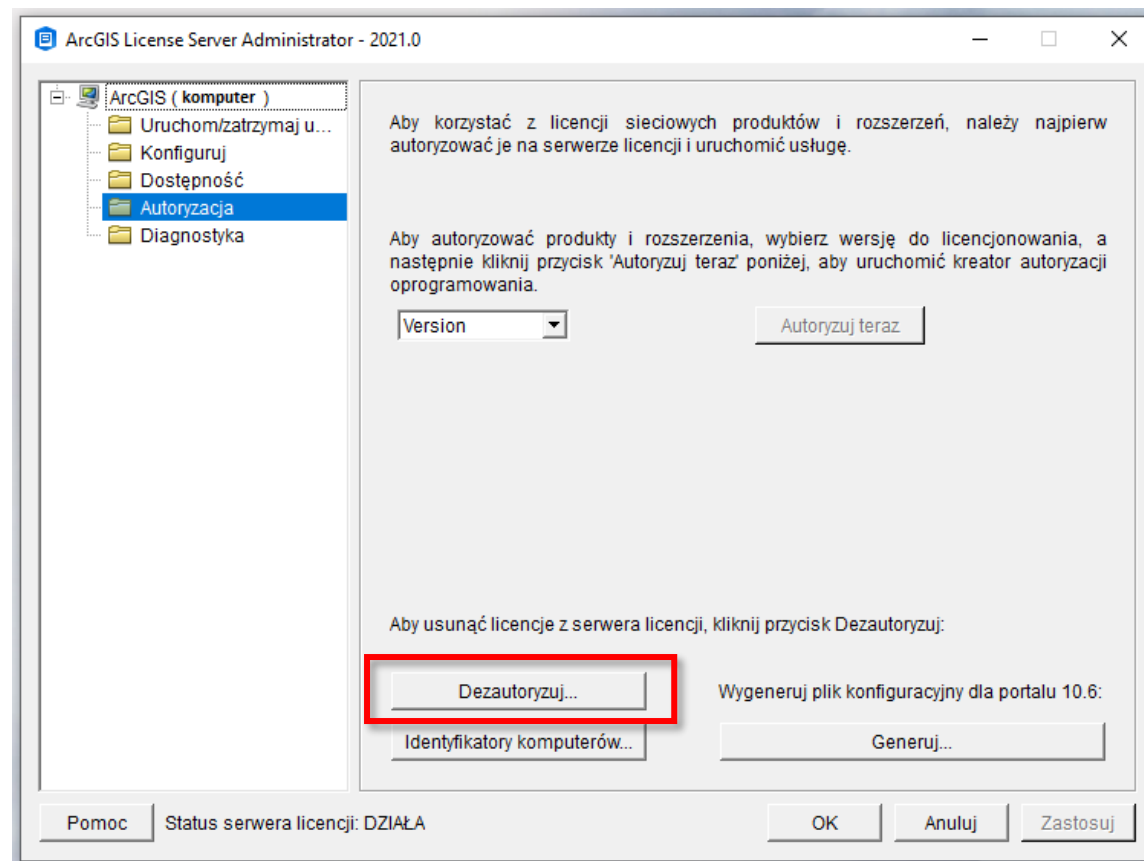 ArcGIS License Server Administrator - 2021.0
ArcGIS ( komputer )
Uruchom/zatrzymaj u...
Konfiguruj
Dostępność
Autoryzacja
Diagnostyka
Aby korzystać z licencji sieciowych produktów i rozszerzeń, należy najpierw
autoryzować je na serwerze licencji i uruchomić usługę.
Aby autoryzować produkty i rozszerzenia, wybierz wersję do licencjonowania, a
następnie kliknij przycisk 'Autoryzuj teraz' poniżej, aby uruchomić kreator autoryzacji
oprogramowania.
Version
Autoryzuj teraz
Aby usunąć licencje z serwera licencji, kliknij przycisk Dezautoryzuj:
Dezautoryzuj...
Wygeneruj plik konfiguracyjny dla portalu 10.6:
Identyfikatory komputerów...
Generuj...
Pomoc
Status serwera licencji: DZIAŁA
OK
Anuluj
Zastosuj